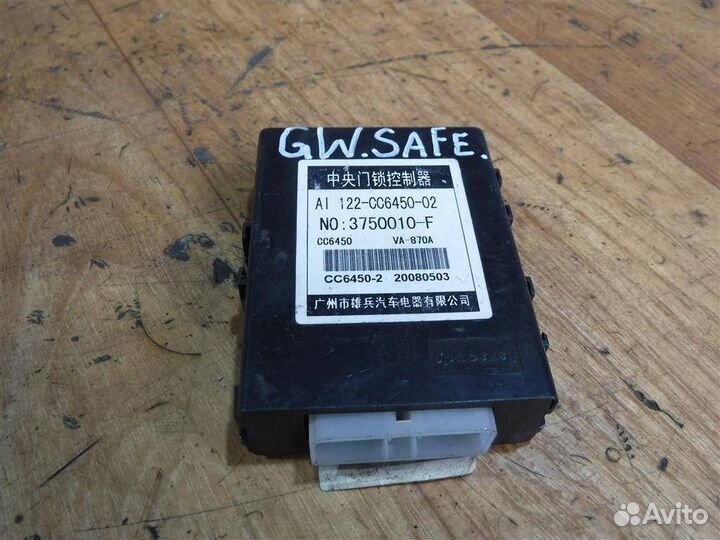 GW.SAFE.
中央门锁控制器
AI 122-CC6450-02
NO:3750010-F
CC6450 VA-870A
CC6450-2 20080503
广州市雄兵汽车电器有限公司
Avito